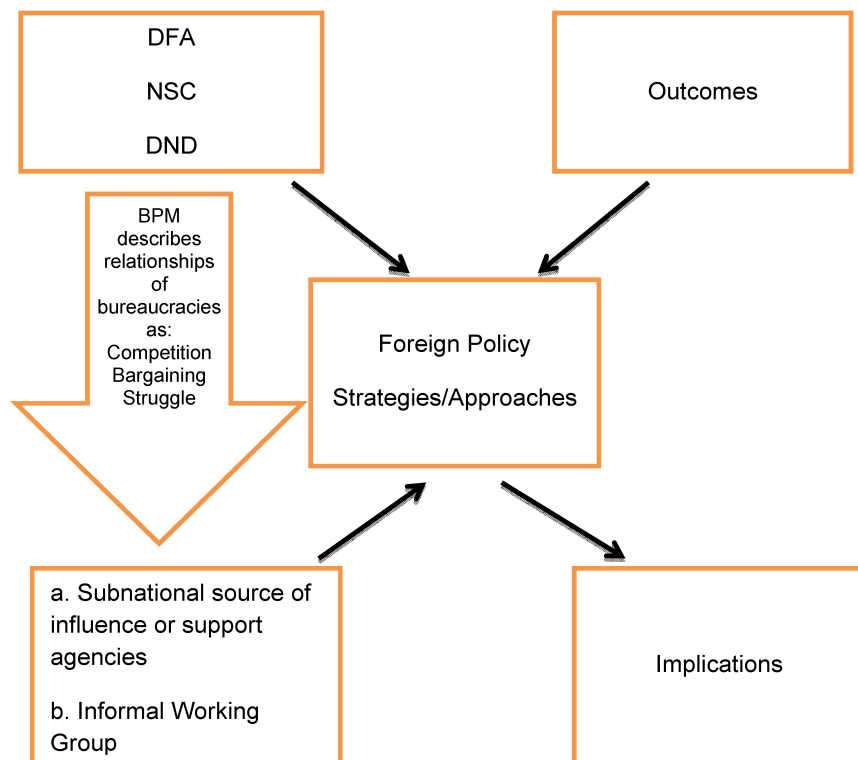 DFA
NSC
DND
Outcomes
BPM
describes
relationships
of
bureaucracies
as:
Competition
Bargaining
Struggle
Foreign Policy
Strategies/Approaches
a. Subnational source of
influence or support
agencies
b. Informal Working
Group
Implications